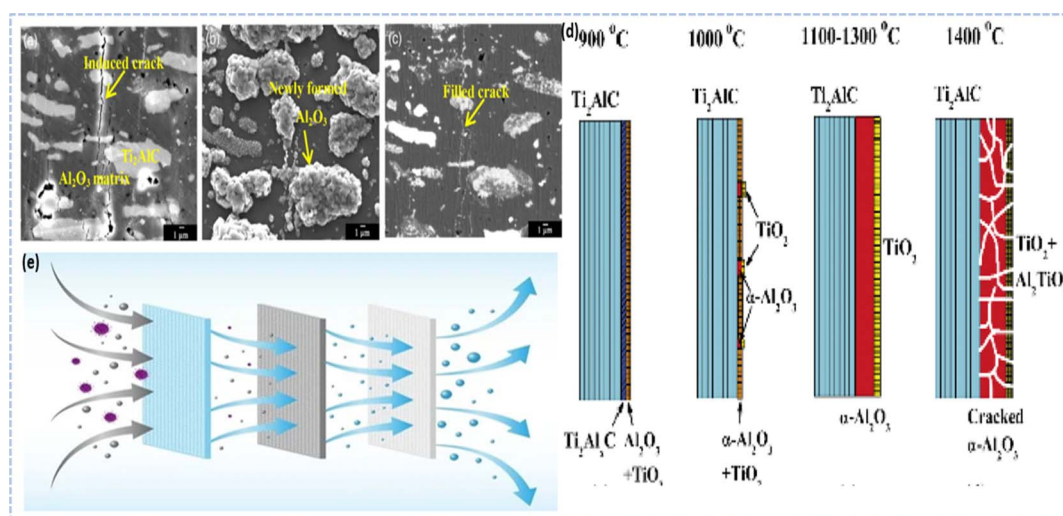 (a)
Induced crack
Ti₂AlC
Al₂O₃ matrix
1 μm
(b)
Newly formed
Al₂O₃
1 μm
(c)
Filled crack
1 μm
(d)
900 °C
1000 °C
1100-1300 °C
1400 °C
Ti₂AlC
Ti₂AlC
Ti₂AlC
Ti₂AlC
TiO₂
α-Al₂O₃
TiO₂
TiO₂+
Al₂TiO
Ti₂AlₓC
Al₂O₃
+TiO₂
α-Al₂O₃
+TiO₂
α-Al₂O₃
Cracked
α-Al₂O₃
(e)